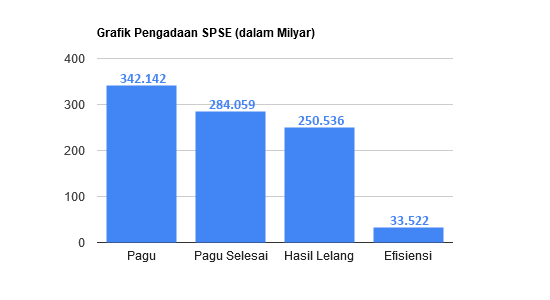 Grafik Pengadaan SPSE (dalam Milyar)
400
300
200
100
0
342.142
284.059
250.536
33.522
Pagu
Pagu Selesai
Hasil Lelang
Efisiensi